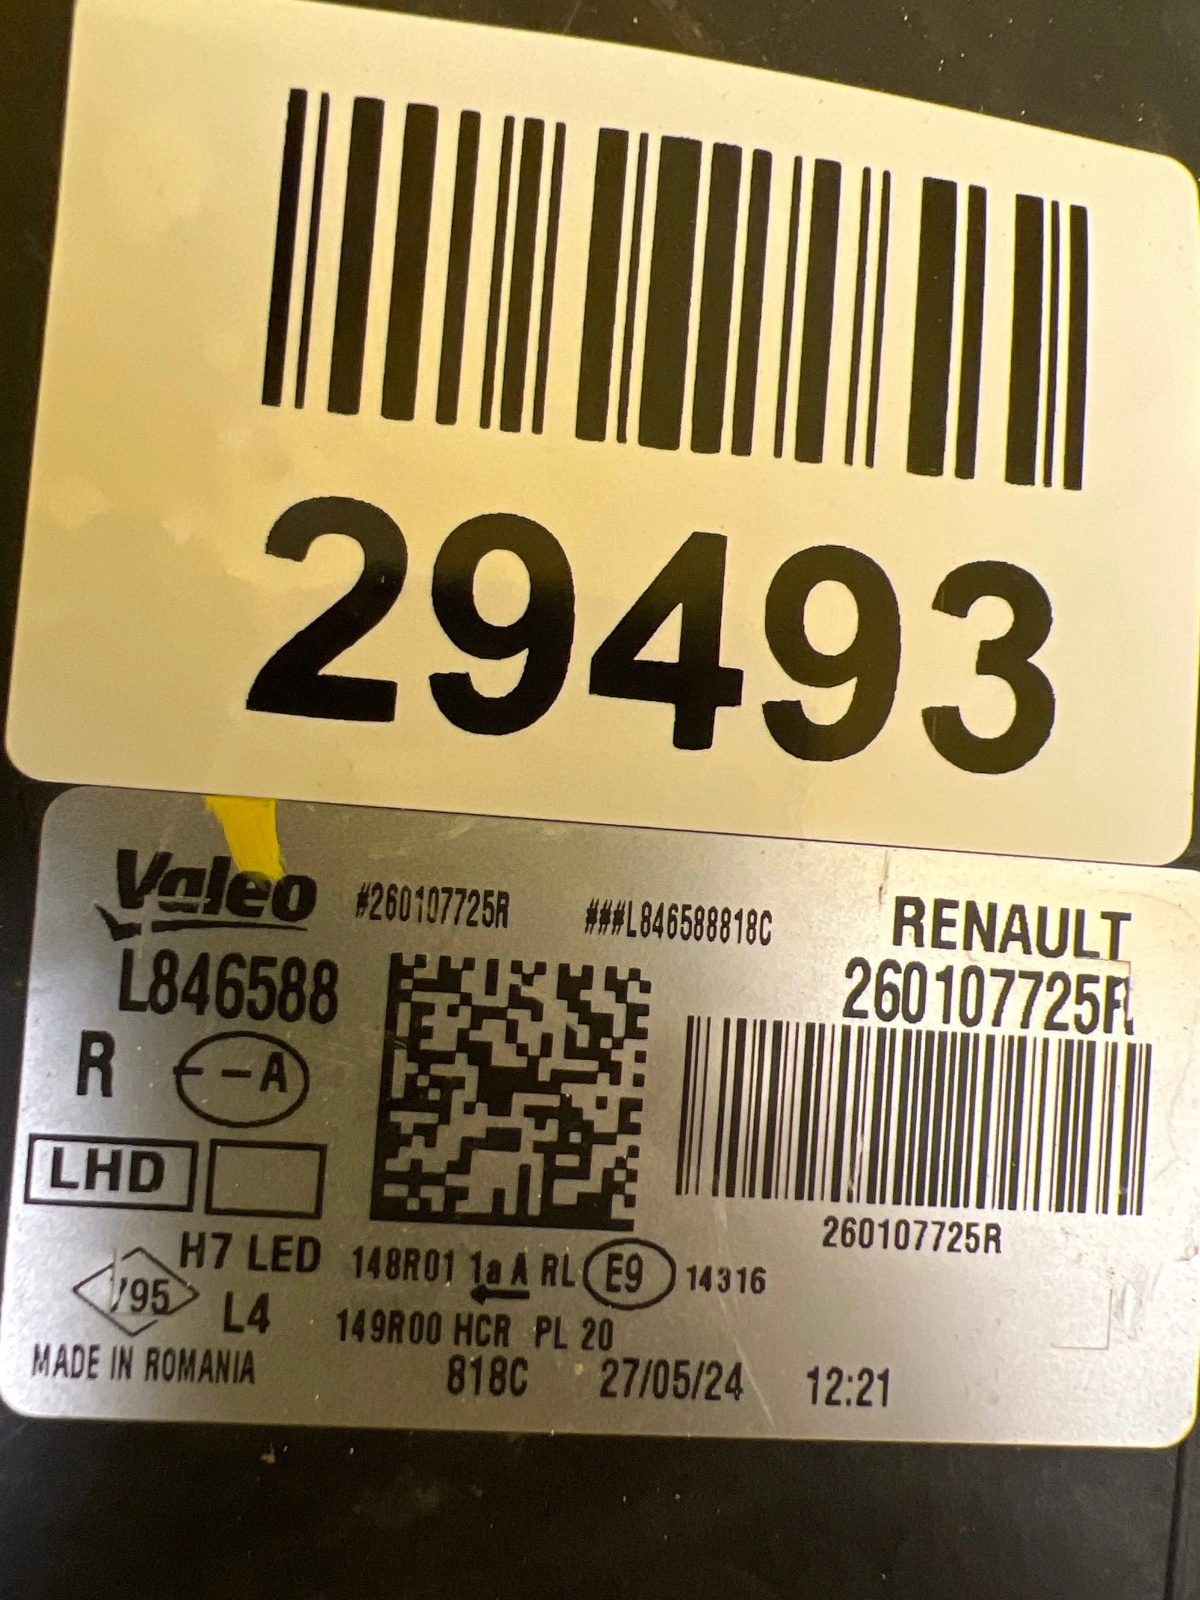 29493
Valeo #260107725R ###L846588818C RENAULT
L846588 260107725R
R --A
LHD
260107725R
H7 LED 148R01 1a A RL E9 14316
L4 149R00 HCR PL 20
MADE IN ROMANIA 818C 27/05/24 12:21